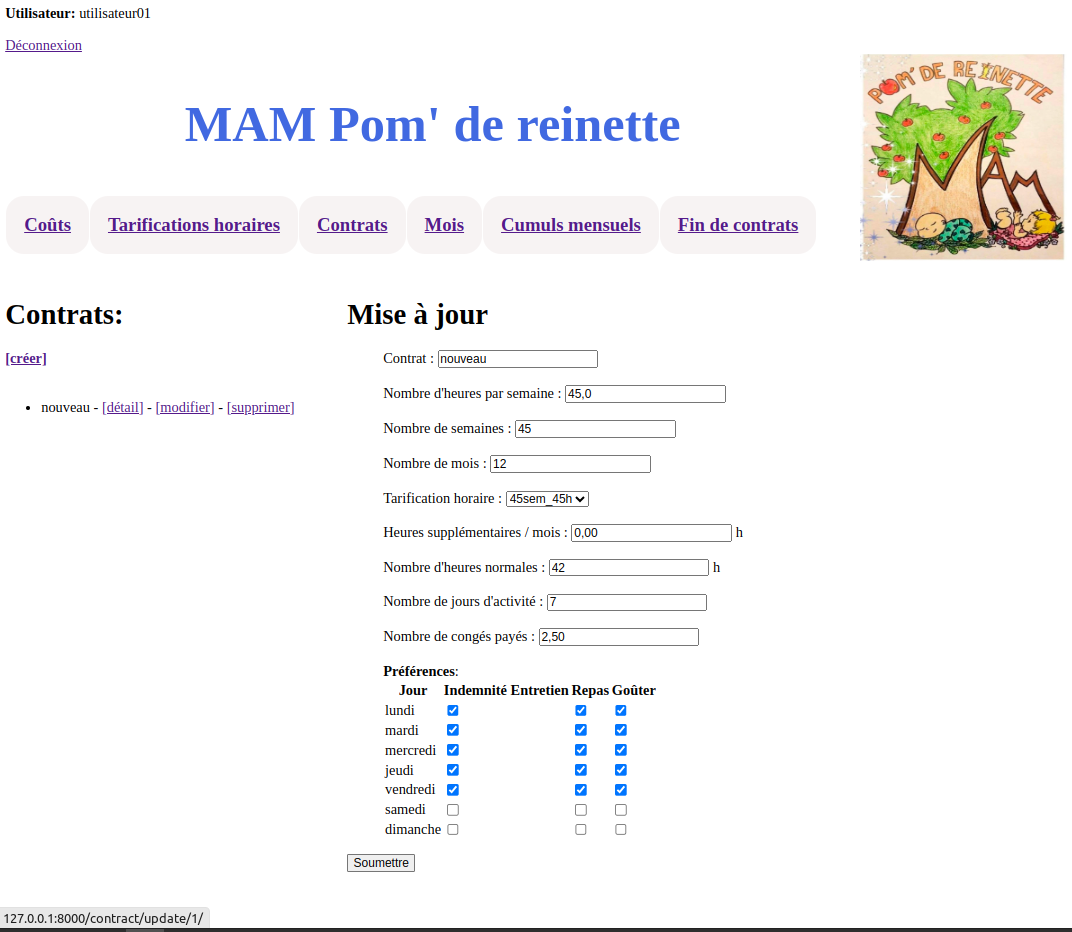 Utilisateur: utilisateur01
Déconnexion
POM' DE REINETTE
MAM
MAM Pom' de reinette
Coûts Tarifications horaires Contrats Mois Cumuls mensuels Fin de contrats
Contrats:
[créer]
nouveau - [détail] - [modifier] - [supprimer]
Mise à jour
Contrat : nouveau
Nombre d'heures par semaine : 45,0
Nombre de semaines : 45
Nombre de mois : 12
Tarification horaire : 45sem_45h
Heures supplémentaires / mois : 0,00 h
Nombre d'heures normales : 42 h
Nombre de jours d'activité : 7
Nombre de congés payés : 2,50
Préférences:
Jour Indemnité Entretien Repas Goûter
lundi
mardi
mercredi
jeudi
vendredi
samedi
dimanche
Soumettre
127.0.0.1:8000/contract/update/1/